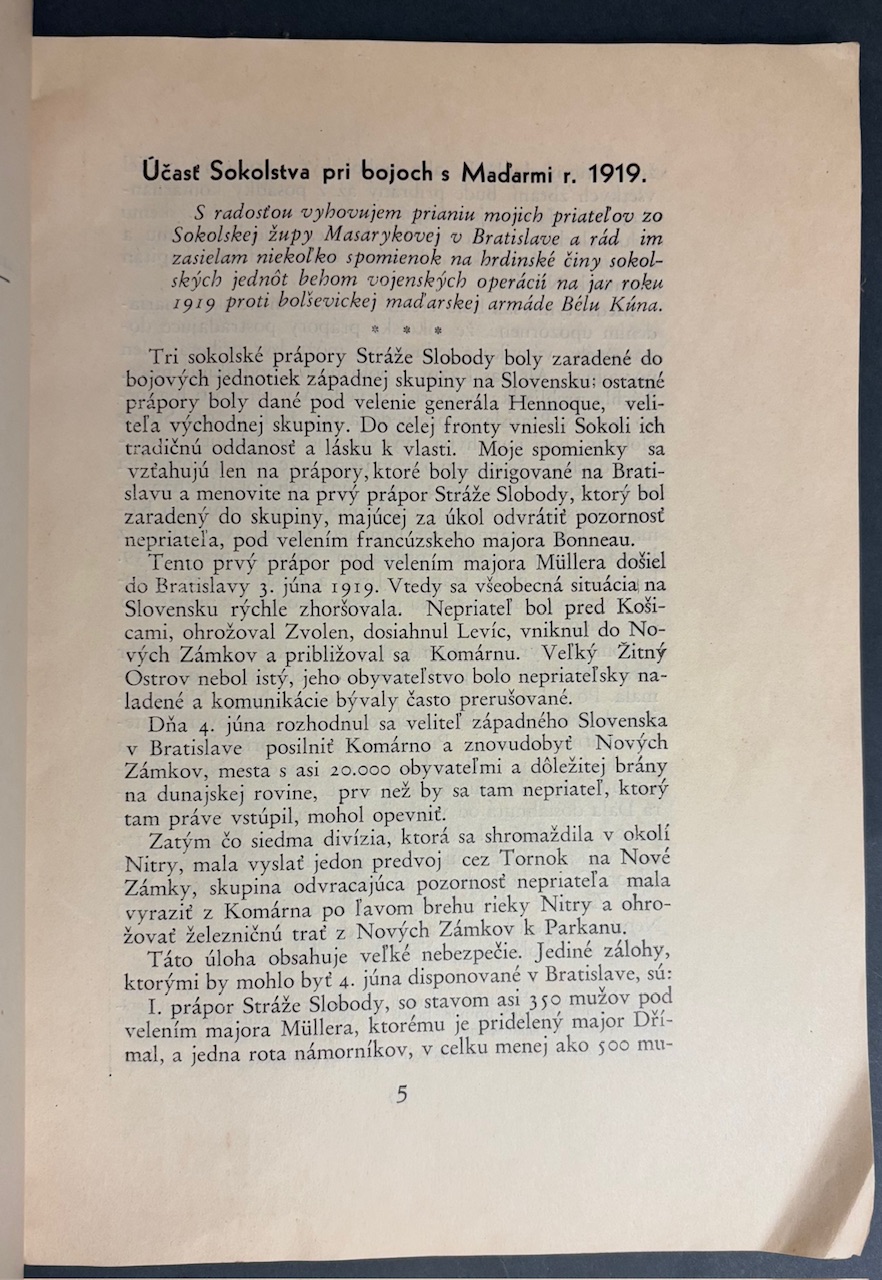 Účasť Sokolstva pri bojoch s Maďarmi r. 1919.
S radosťou vyhovujem prianiu mojich priateľov zo
Sokolskej župy Masarykovej v Bratislave a rád im
zasielam niekoľko spomienok na hrdinské činy sokol-
ských jednôt behom vojenských operácií na jar roku
1919 proti bolševickej maďarskej armáde Bélu Kúna.
* * *
Tri sokolské prápory Stráže Slobody boly zaradené do
bojových jednotiek západnej skupiny na Slovensku; ostatné
prápory boly dané pod velenie generála Hennoque, veli-
teľa východnej skupiny. Do celej fronty vniesli Sokoli ich
tradičnú oddanosť a lásku k vlasti. Moje spomienky sa
vzťahujú len na prápory, ktoré boly dirigované na Brati-
slavu a menovite na prvý prápor Stráže Slobody, ktorý bol
zaradený do skupiny, majúcej za úkol odvrátiť pozornosť
nepriateľa, pod velením francúzskeho majora Bonneau.
Tento prvý prápor pod velením majora Müllera došiel
do Bratislavy 3. júna 1919. Vtedy sa všeobecná situácia na
Slovensku rýchle zhoršovala. Nepriateľ bol pred Koši-
cami, ohrožoval Zvolen, dosiahnul Levíc, vniknul do No-
vých Zámkov a približoval sa Komárnu. Veľký Žitný
Ostrov nebol istý, jeho obyvateľstvo bolo nepriateľsky na-
ladené a komunikácie bývaly často prerušované.
Dňa 4. júna rozhodnul sa veliteľ západného Slovenska
v Bratislave posilniť Komárno a znovudobyť Nových
Zámkov, mesta s asi 20.000 obyvateľmi a dôležitej brány
na dunajskej rovine, prv než by sa tam nepriateľ, ktorý
tam práve vstúpil, mohol opevniť.
Zatým čo siedma divízia, ktorá sa shromaždila v okolí
Nitry, mala vyslať jedon predvoj cez Tornok na Nové
Zámky, skupina odvracajúca pozornosť nepriateľa mala
vyraziť z Komárna po ľavom brehu rieky Nitry a ohro-
žovať železničnú trať z Nových Zámkov k Parkanu.
Táto úloha obsahuje veľké nebezpečie. Jediné zálohy,
ktorými by mohlo byť 4. júna disponované v Bratislave, sú:
I. prápor Stráže Slobody, so stavom asi 350 mužov pod
velením majora Müllera, ktorému je pridelený major Dří-
mal, a jedna rota námorníkov, v celku menej ako 500 mu-
5